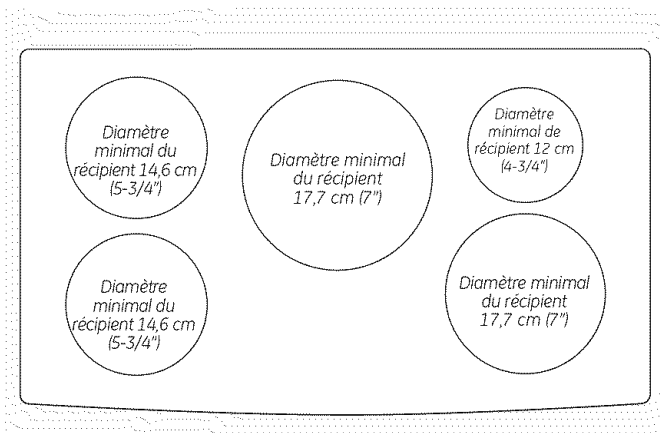 Diamètre
minimal du
récipient 14,6 cm
(5-3/4")
Diamètre minimal
du récipient
17,7 cm (7")
Diamètre
minimal de
récipient 12 cm
(4-3/4")
Diamètre
minimal du
récipient 14,6 cm
(5-3/4")
Diamètre minimal
du récipient
17,7 cm (7")